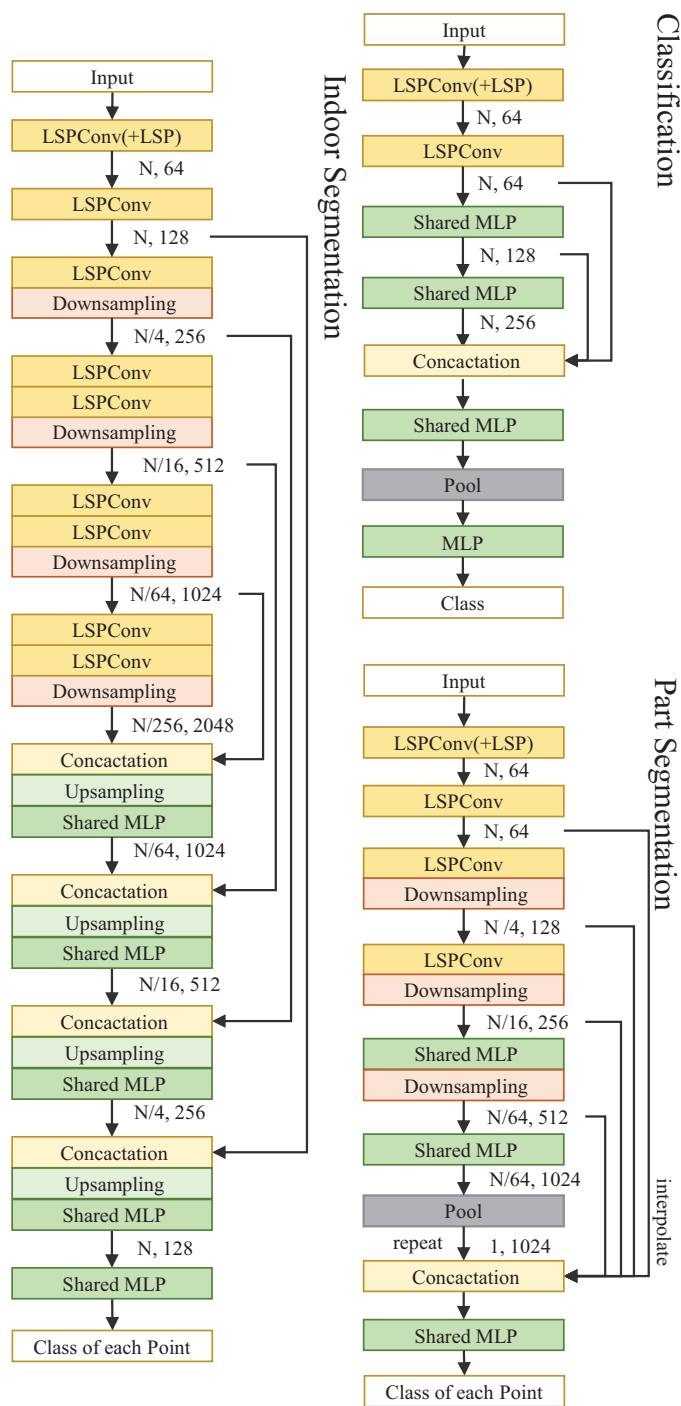 Indoor Segmentation
Input
LSPConv(+LSP)
N, 64
LSPConv
N, 128
LSPConv
Downsampling
N/4, 256
LSPConv
LSPConv
Downsampling
N/16, 512
LSPConv
LSPConv
Downsampling
N/64, 1024
LSPConv
LSPConv
Downsampling
N/256, 2048
Concactation
Upsampling
Shared MLP
N/64, 1024
Concactation
Upsampling
Shared MLP
N/16, 512
Concactation
Upsampling
Shared MLP
N/4, 256
Concactation
Upsampling
Shared MLP
N, 128
Shared MLP
Class of each Point
Classification
Input
LSPConv(+LSP)
N, 64
LSPConv
N, 64
Shared MLP
N, 128
Shared MLP
N, 256
Concactation
Shared MLP
Pool
MLP
Class
Part Segmentation
Input
LSPConv(+LSP)
N, 64
LSPConv
N, 64
LSPConv
Downsampling
N /4, 128
LSPConv
Downsampling
N/16, 256
Shared MLP
Downsampling
N/64, 512
Shared MLP
N/64, 1024
Pool
repeat 1, 1024
interpolate
Concactation
Shared MLP
Class of each Point